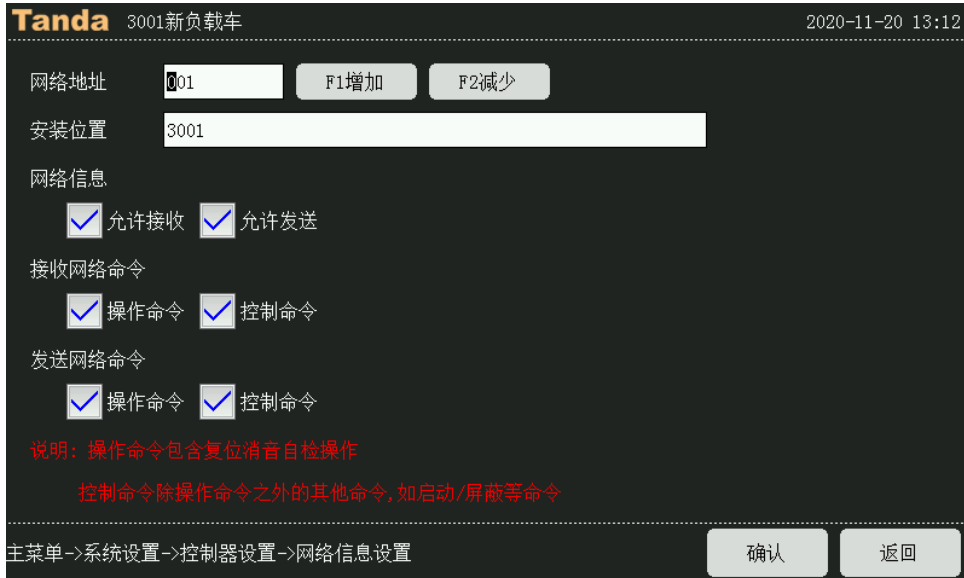 Tanda 3001新负载车 2020-11-20 13:12
网络地址 001 F1增加 F2减少
安装位置 3001
网络信息
允许接收 允许发送
接收网络命令
操作命令 控制命令
发送网络命令
操作命令 控制命令
说明: 操作命令包含复位消音自检操作
控制命令除操作命令之外的其他命令,如启动/屏蔽等命令
主菜单->系统设置->控制器设置->网络信息设置 确认 返回